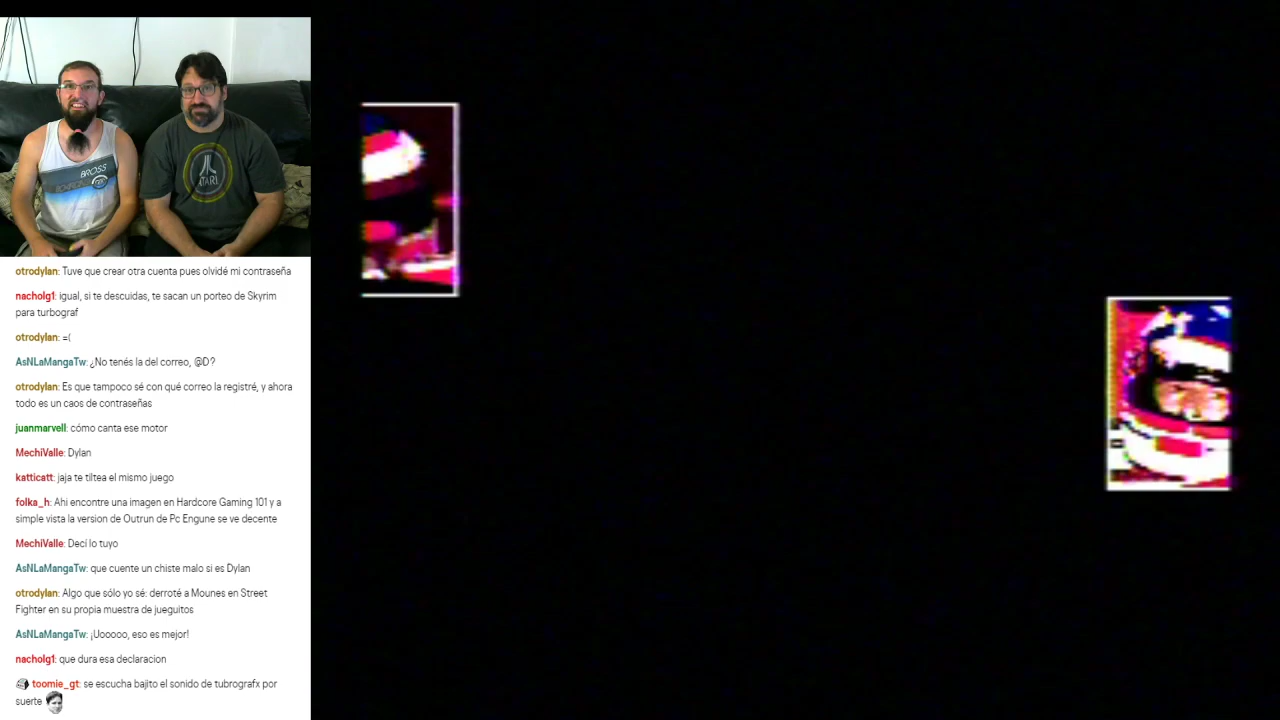 BROSS
ATARI
otrodylan: Tuve que crear otra cuenta pues olvidé mi contraseña
nacholg1: igual, si te descuidas, te sacan un porteo de Skyrim
para turbograf
otrodylan: =(
AsNLaMangaTw: ¿No tenés la del correo, @D?
otrodylan: Es que tampoco sé con qué correo la registré, y ahora
todo es un caos de contraseñas
juanmarvell: cómo canta ese motor
MechiValle: Dylan
katticatt: jaja te tiltea el mismo juego
folka_h: Ahi encontre una imagen en Hardcore Gaming 101 y a
simple vista la version de Outrun de Pc Engune se ve decente
MechiValle: Decí lo tuyo
AsNLaMangaTw: que cuente un chiste malo si es Dylan
otrodylan: Algo que sólo yo sé: derroté a Mounes en Street
Fighter en su propia muestra de jueguitos
AsNLaMangaTw: ¡Uooooo, eso es mejor!
nacholg1: que dura esa declaracion
toomie_gt: se escucha bajito el sonido de tubrografx por
suerte